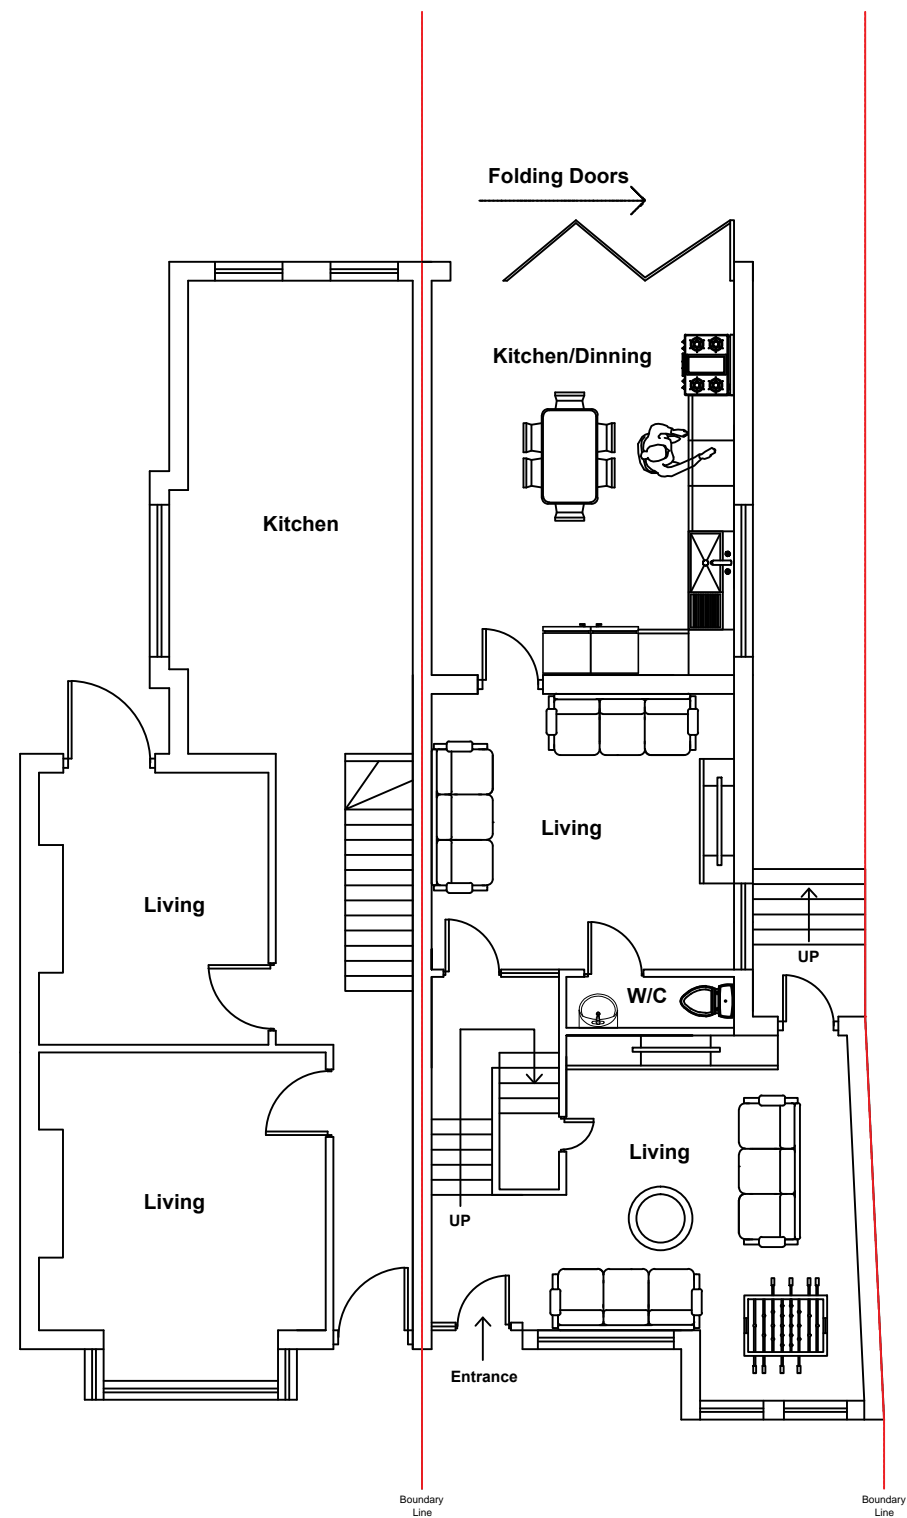 Folding Doors
Kitchen/Dinning
Kitchen
Living
Living
UP
W/C
Living
Living
UP
Entrance
Boundary
Line
Boundary
Line